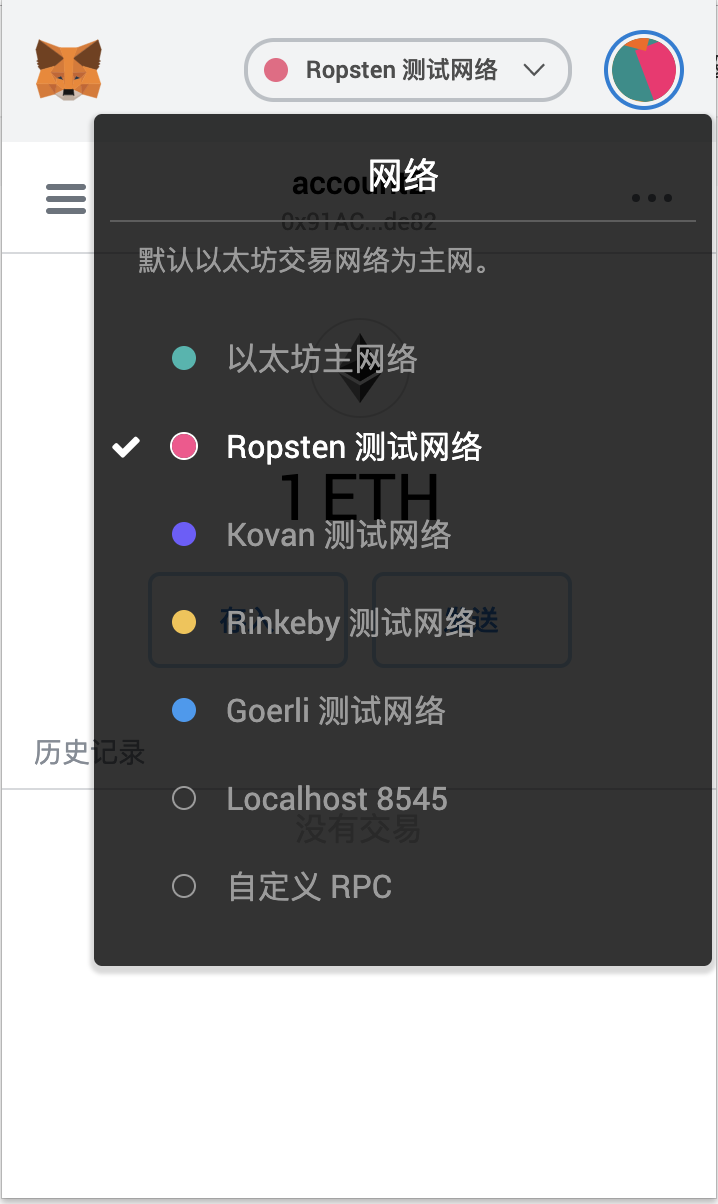 Ropsten 测试网络
网络
0x91AC...de82
默认以太坊交易网络为主网。
以太坊主网络
Ropsten 测试网络
1 ETH
Kovan 测试网络
Rinkeby 测试网络
Goerli 测试网络
历史记录
Localhost 8545
没有交易
自定义 RPC